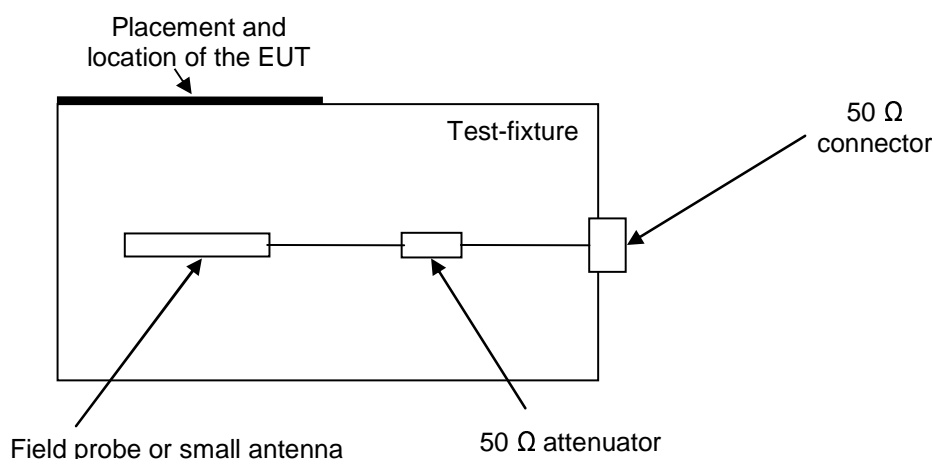 Placement and
location of the EUT
Test-fixture
50 Ω
connector
Field probe or small antenna
50 Ω attenuator